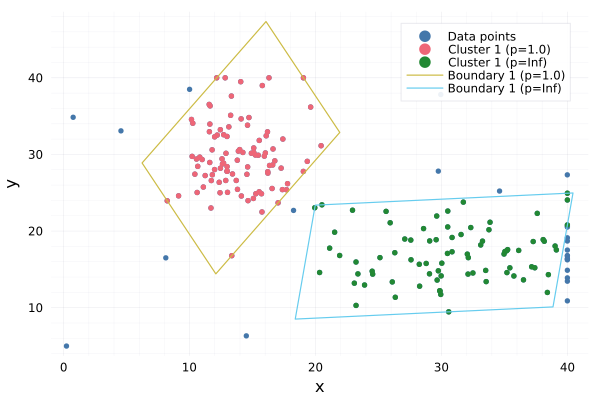 Data points
Cluster 1 (p=1.0)
Cluster 1 (p=Inf)
Boundary 1 (p=1.0)
Boundary 1 (p=Inf)
40
30
20
10
y
0 10 20 30 40
x